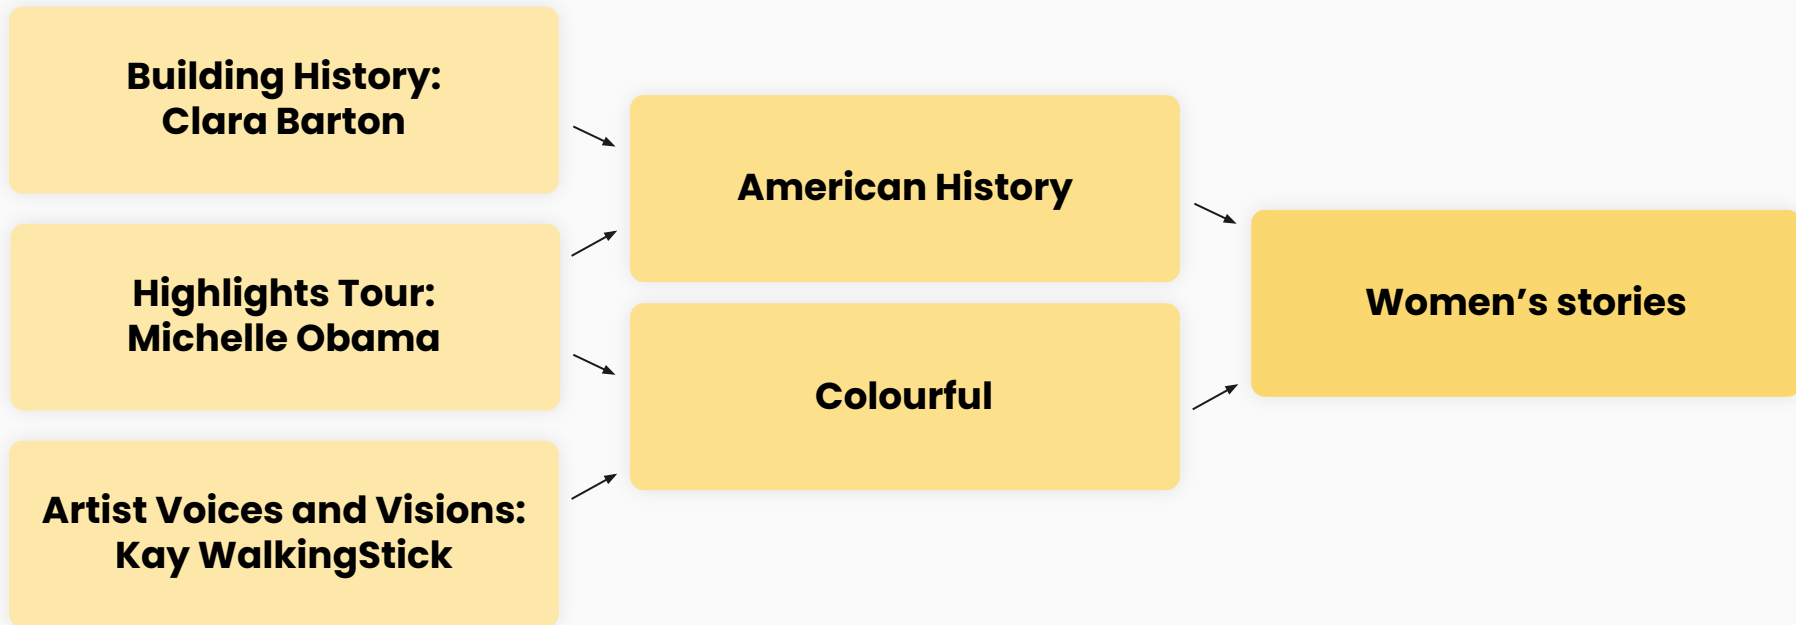 Building History:
Clara Barton
Highlights Tour:
Michelle Obama
Artist Voices and Visions:
Kay WalkingStick
American History
Colourful
Women’s stories